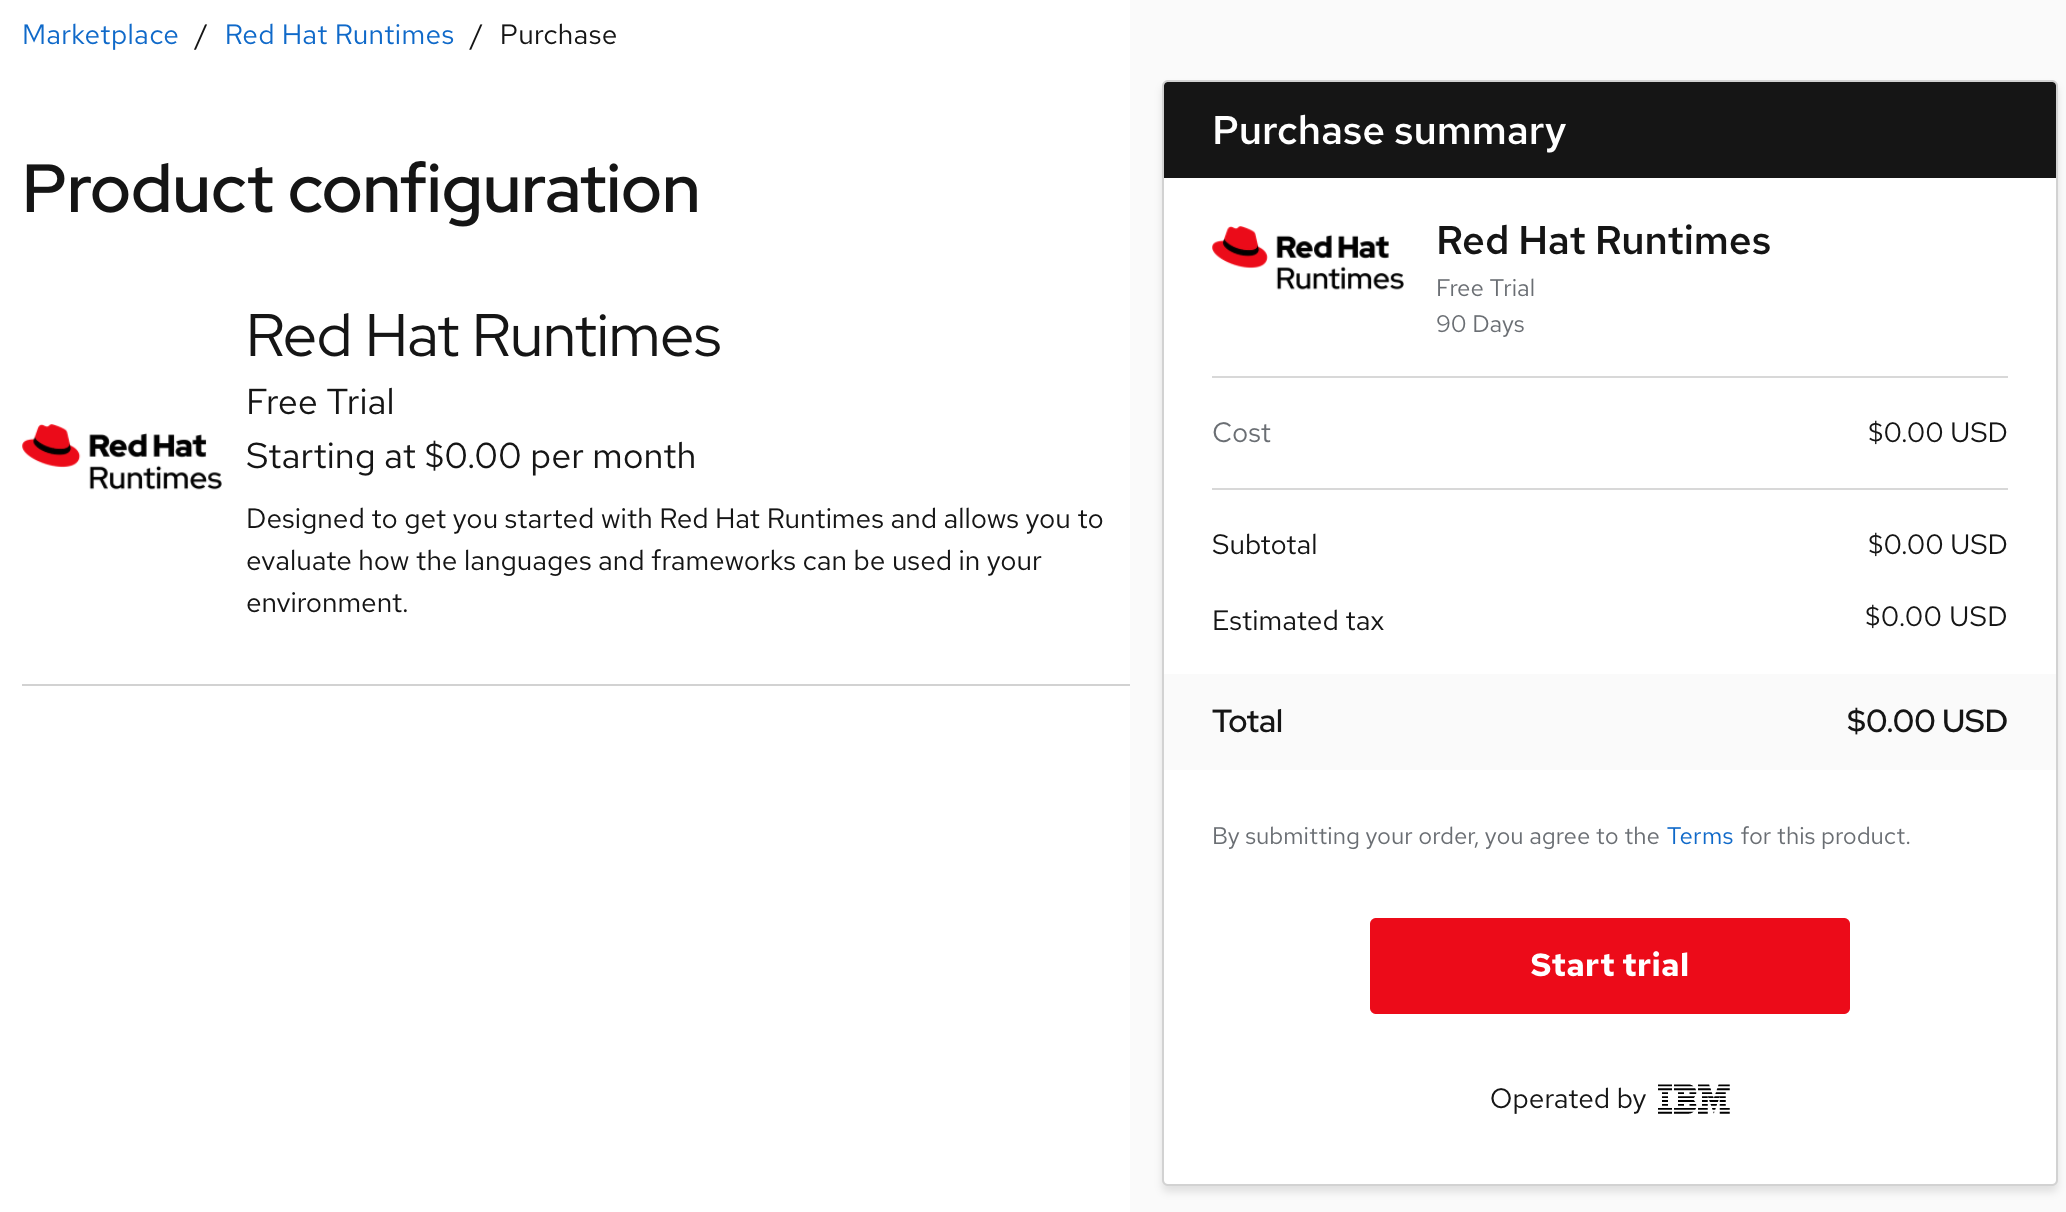 Marketplace / Red Hat Runtimes / Purchase
Product configuration
Red Hat
Runtimes
Red Hat Runtimes
Free Trial
Starting at $0.00 per month
Designed to get you started with Red Hat Runtimes and allows you to
evaluate how the languages and frameworks can be used in your
environment.
Purchase summary
Red Hat
Runtimes
Red Hat Runtimes
Free Trial
90 Days
Cost $0.00 USD
Subtotal $0.00 USD
Estimated tax $0.00 USD
Total $0.00 USD
By submitting your order, you agree to the Terms for this product.
Start trial
Operated by IBM